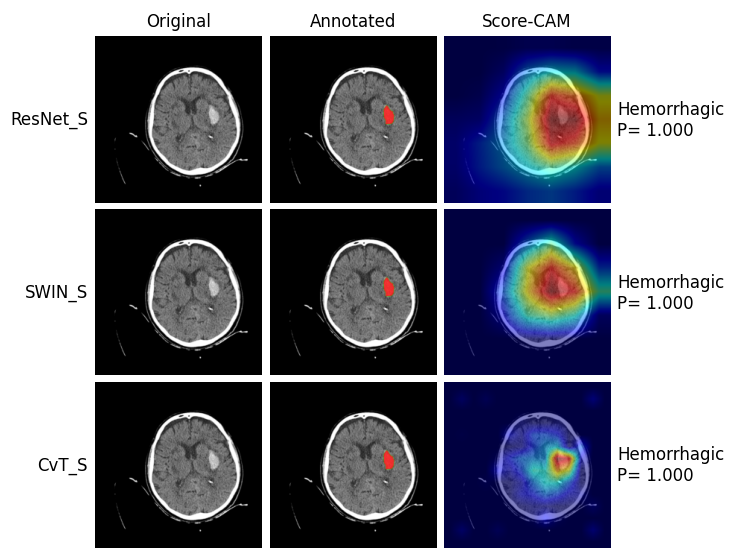 Original Annotated Score-CAM
ResNet_S
Hemorrhagic
P= 1.000
SWIN_S
Hemorrhagic
P= 1.000
CvT_S
Hemorrhagic
P= 1.000